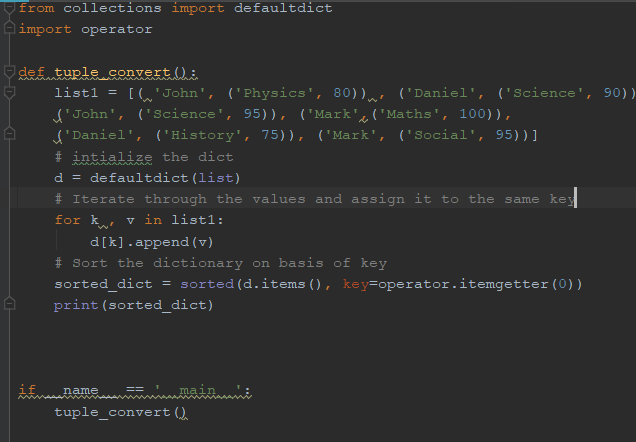 from collections import defaultdict
import operator
def tuple_convert():
list1 = [( 'John', ('Physics', 80)) , ('Daniel', ('Science', 90))
('John', ('Science', 95)), ('Mark',('Maths', 100)),
('Daniel', ('History', 75)), ('Mark', ('Social', 95))]
# intialize the dict
d = defaultdict(list)
# Iterate through the values and assign it to the same key
for k , v in list1:
d[k].append(v)
# Sort the dictionary on basis of key
sorted_dict = sorted(d.items(), key=operator.itemgetter(0))
print(sorted_dict)
if __name__ == '__main__':
tuple_convert()